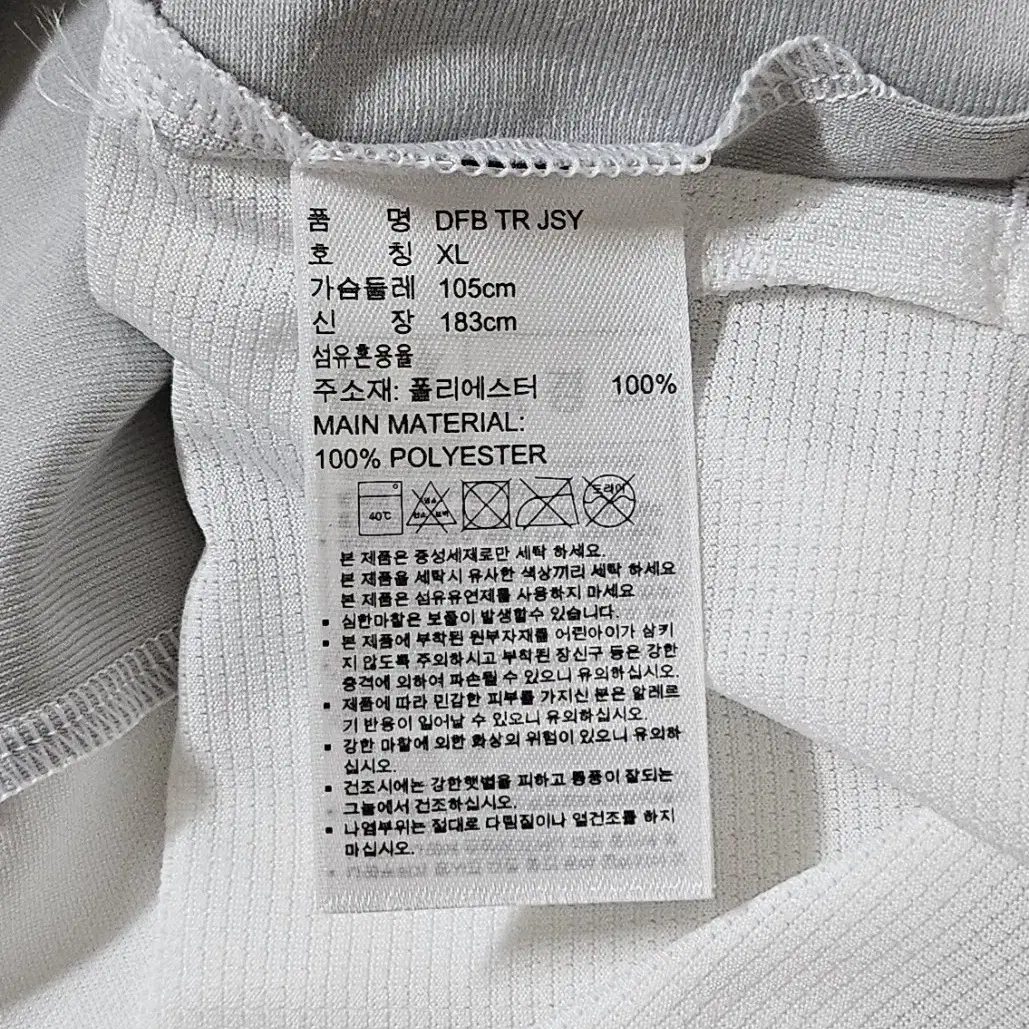 품 명 DFB TR JSY
호 칭 XL
가슴둘레 105cm
신 장 183cm
섬유혼용율
주소재: 폴리에스터 100%
MAIN MATERIAL:
100% POLYESTER
40℃ 드라이
본 제품은 중성세제로만 세탁 하세요.
본 제품을 세탁시 유사한 색상끼리 세탁 하세요
본 제품은 섬유유연제를 사용하지 마세요
▪ 심한마찰은 보풀이 발생할수 있습니다.
▪ 본 제품에 부착된 원부자재를 어린아이가 삼키
지 않도록 주의하시고 부착된 장신구 등은 강한
충격에 의하여 파손될 수 있으니 유의하십시오.
▪ 제품에 따라 민감한 피부를 가지신 분은 알레르
기 반응이 일어날 수 있으니 유의하십시오.
▪ 강한 마찰에 의한 화상의 위험이 있으니 유의하
십시오.
▪ 건조시에는 강한햇볕을 피하고 통풍이 잘되는
그늘에서 건조하십시오.
▪ 나염부위는 절대로 다림질이나 열건조를 하지
마십시오.